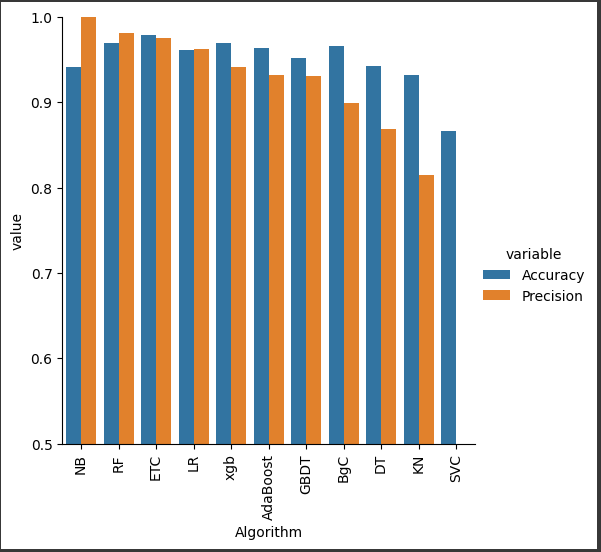 1.0
0.9
0.8
0.7
0.6
0.5
value
NB
RF
ETC
LR
xgb
AdaBoost
GBDT
BgC
DT
KN
SVC
Algorithm
variable
Accuracy
Precision